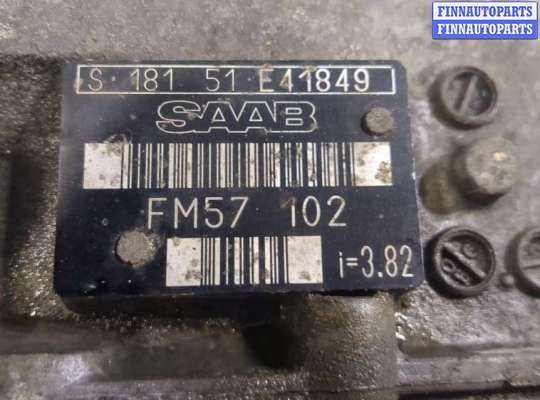 FINNAUTOPARTS
FINNAUTOPARTS
S 181 51 E41849
SAAB
FM57 102
i=3.82